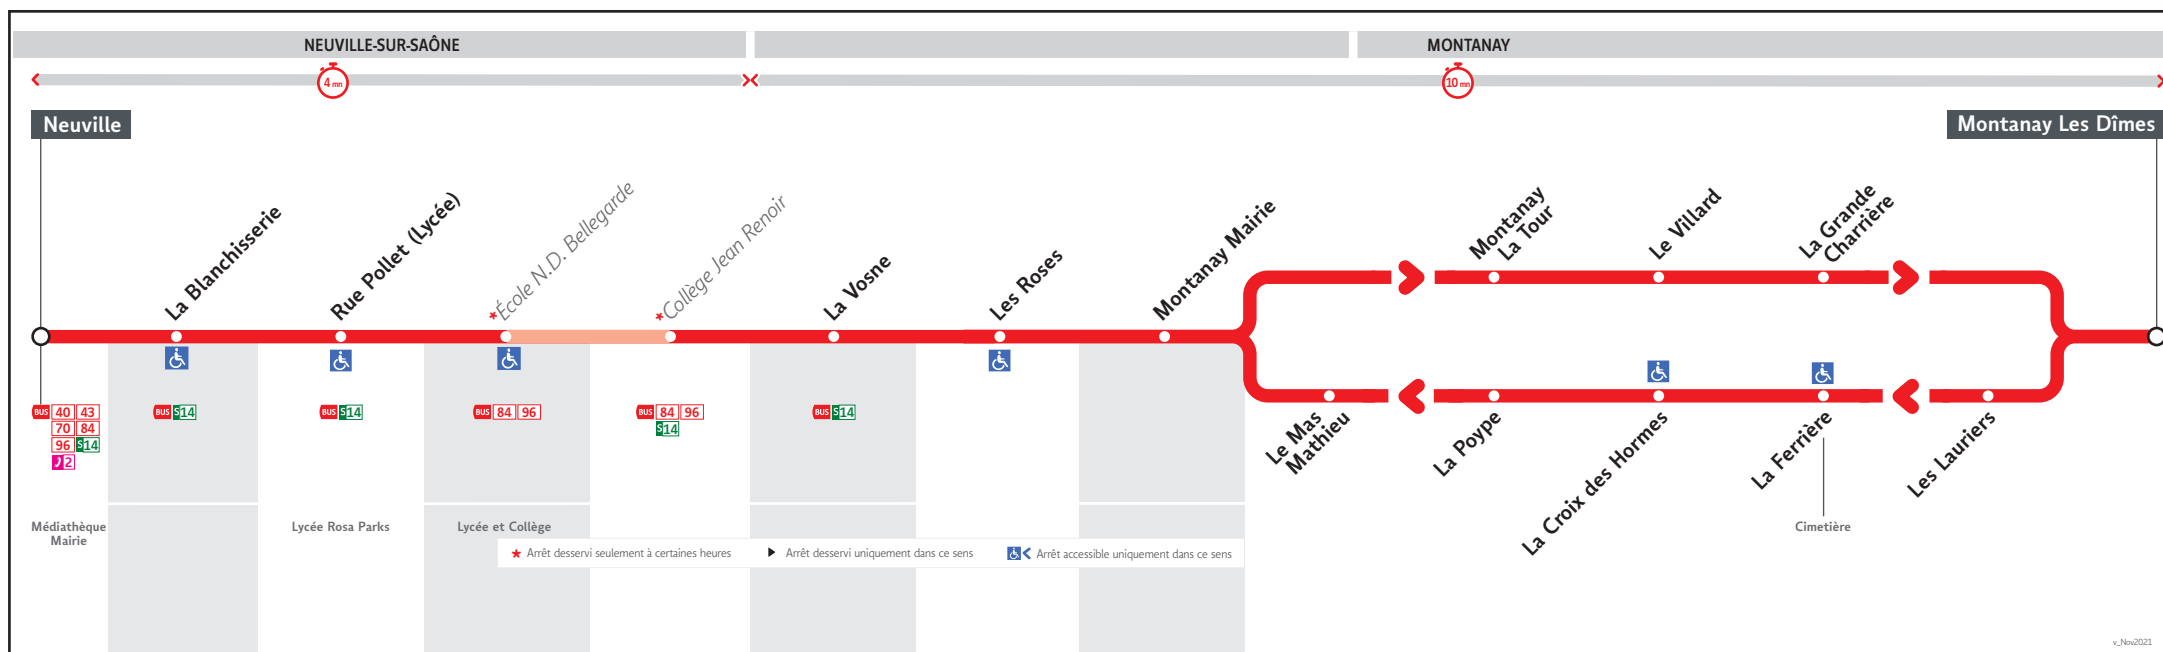 NEUVILLE-SUR-SAÔNE
MONTANAY
4 mn
10 mn
Neuville
Montanay Les Dîmes
La Blanchisserie
Rue Pollet (Lycée)
*École N.D. Bellegarde
*Collège Jean Renoir
La Vosne
Les Roses
Montanay Mairie
Montanay
La Tour
Le Villard
La Grande
Charrière
Le Mas
Mathieu
La Poype
La Croix des Hormes
La Ferrière
Les Lauriers
BUS 40 43
70 84
96 S14
J2
BUS S14
BUS S14
BUS 84 96
BUS 84 96
S14
BUS S14
Médiathèque
Mairie
Lycée Rosa Parks
Lycée et Collège
Cimetière
* Arrêt desservi seulement à certaines heures
Arrêt desservi uniquement dans ce sens
Arrêt accessible uniquement dans ce sens
v_Nov2021